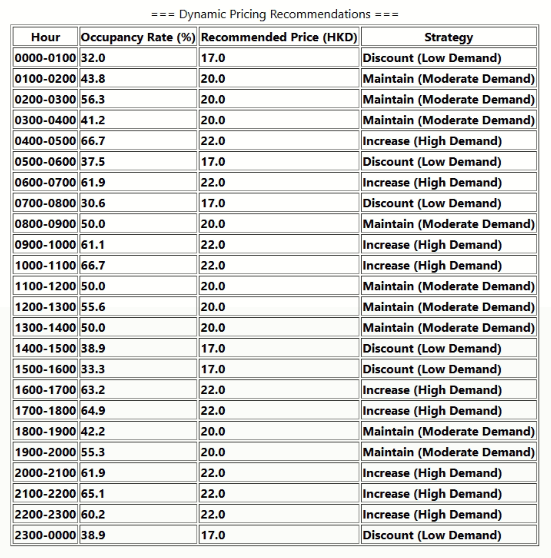 === Dynamic Pricing Recommendations ===
Hour Occupancy Rate (%) Recommended Price (HKD) Strategy
0000-0100 32.0 17.0 Discount (Low Demand)
0100-0200 43.8 20.0 Maintain (Moderate Demand)
0200-0300 56.3 20.0 Maintain (Moderate Demand)
0300-0400 41.2 20.0 Maintain (Moderate Demand)
0400-0500 66.7 22.0 Increase (High Demand)
0500-0600 37.5 17.0 Discount (Low Demand)
0600-0700 61.9 22.0 Increase (High Demand)
0700-0800 30.6 17.0 Discount (Low Demand)
0800-0900 50.0 20.0 Maintain (Moderate Demand)
0900-1000 61.1 22.0 Increase (High Demand)
1000-1100 66.7 22.0 Increase (High Demand)
1100-1200 50.0 20.0 Maintain (Moderate Demand)
1200-1300 55.6 20.0 Maintain (Moderate Demand)
1300-1400 50.0 20.0 Maintain (Moderate Demand)
1400-1500 38.9 17.0 Discount (Low Demand)
1500-1600 33.3 17.0 Discount (Low Demand)
1600-1700 63.2 22.0 Increase (High Demand)
1700-1800 64.9 22.0 Increase (High Demand)
1800-1900 42.2 20.0 Maintain (Moderate Demand)
1900-2000 55.3 20.0 Maintain (Moderate Demand)
2000-2100 61.9 22.0 Increase (High Demand)
2100-2200 65.1 22.0 Increase (High Demand)
2200-2300 60.2 22.0 Increase (High Demand)
2300-0000 38.9 17.0 Discount (Low Demand)